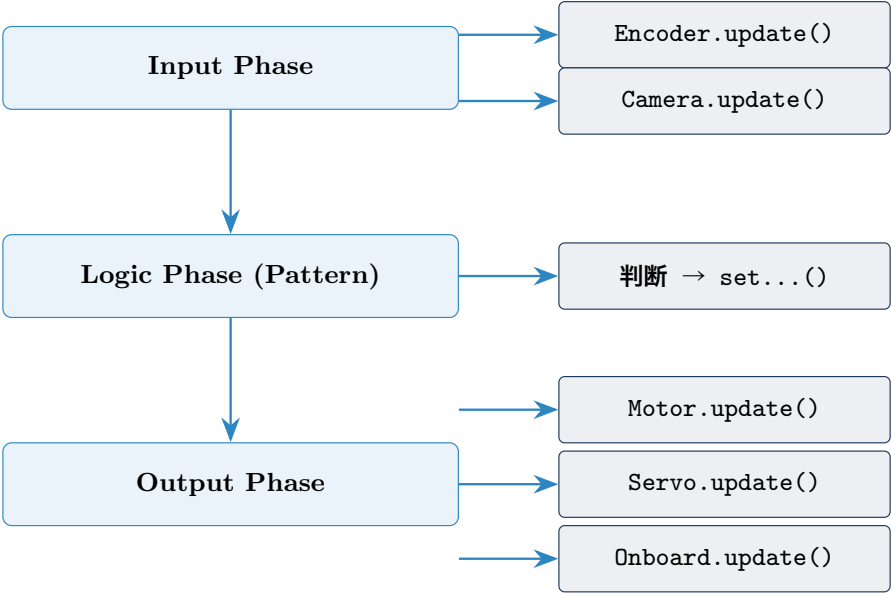 Input Phase
Encoder.update()
Camera.update()
Logic Phase (Pattern)
判断 → set...()
Motor.update()
Output Phase
Servo.update()
Onboard.update()